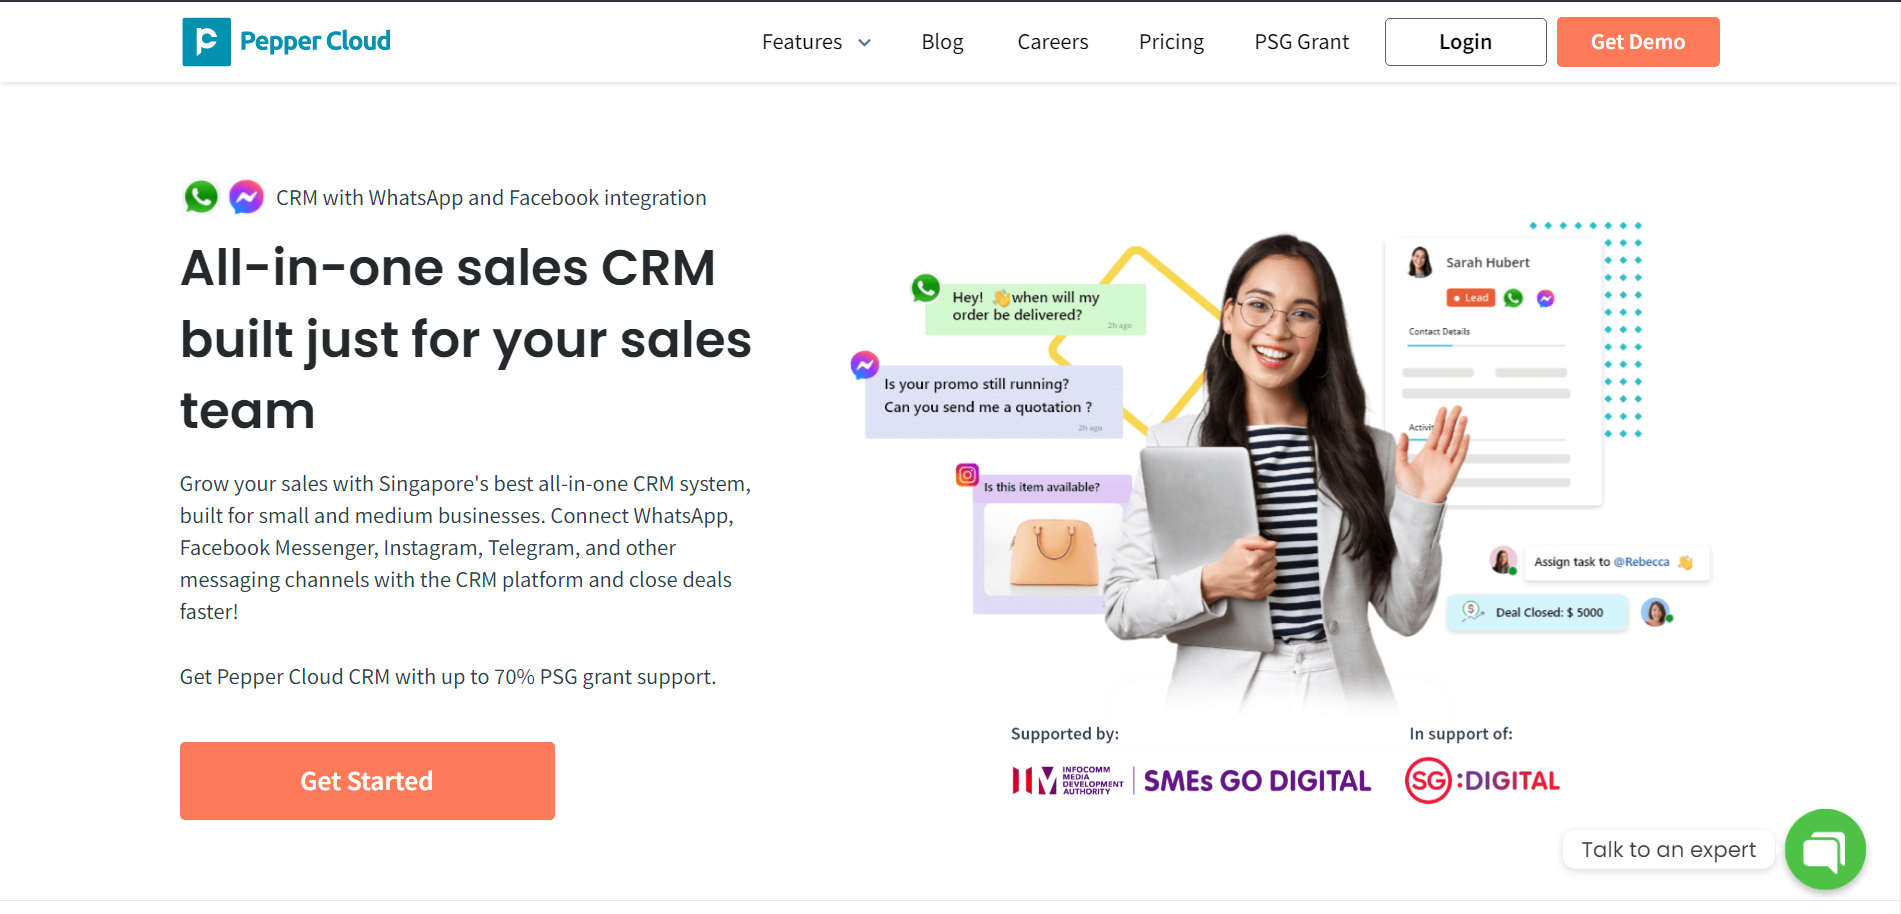 Pepper Cloud
Features
Blog
Careers
Pricing
PSG Grant
Login
Get Demo
CRM with WhatsApp and Facebook integration
All-in-one sales CRM
built just for your sales
team
Grow your sales with Singapore's best all-in-one CRM system,
built for small and medium businesses. Connect WhatsApp,
Facebook Messenger, Instagram, Telegram, and other
messaging channels with the CRM platform and close deals
faster!
Get Pepper Cloud CRM with up to 70% PSG grant support.
Get Started
Hey! 👋when will my
order be delivered?
2h ago
Is your promo still running?
Can you send me a quotation ?
2h ago
Is this item available?
Sarah Hubert
Lead
Contact Details
Activi
Assign task to @Rebecca 👋
Deal Closed: $ 5000
Supported by:
INFOCOMM
MEDIA
DEVELOPMENT
AUTHORITY
SMEs GO DIGITAL
In support of:
SG:DIGITAL
Talk to an expert